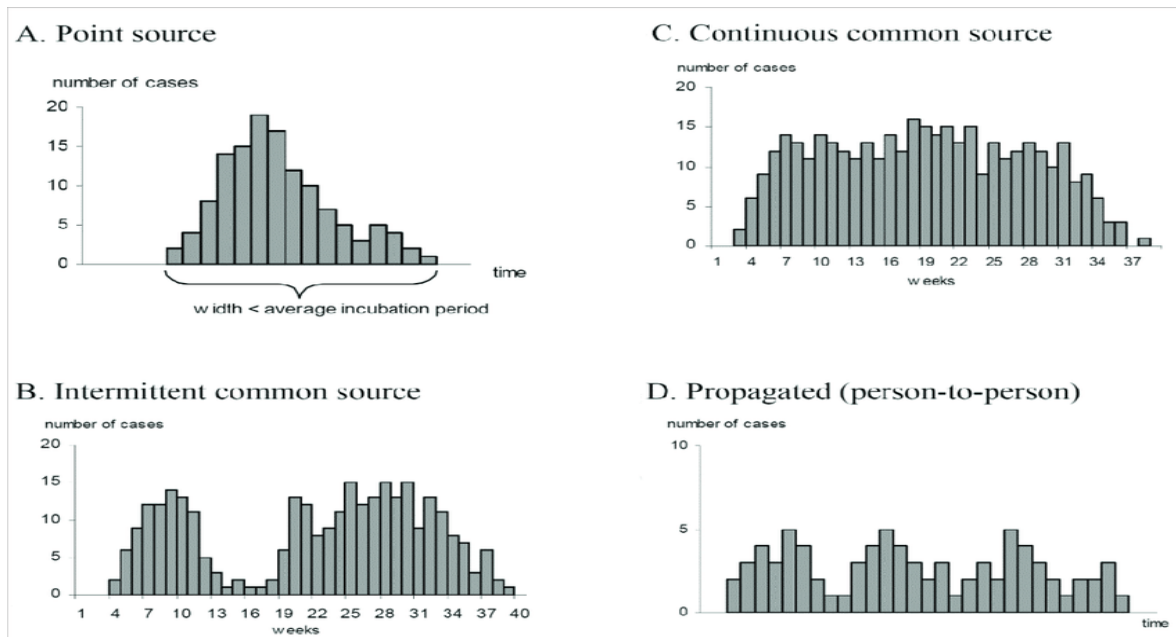 A. Point source
number of cases
20
15
10
5
0
time
width < average incubation period
B. Intermittent common source
number of cases
20
15
10
5
0
1 4 7 10 13 16 19 22 25 28 31 34 37 40
weeks
C. Continuous common source
number of cases
20
15
10
5
0
1 4 7 10 13 16 19 22 25 28 31 34 37
weeks
D. Propagated (person-to-person)
number of cases
10
5
0
time